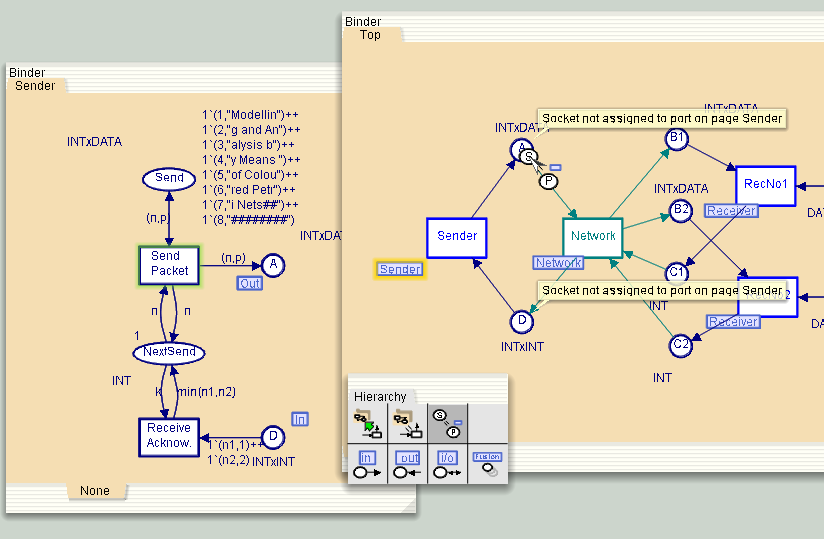 Binder
Sender
INTxDATA
1`(1,"Modellin")++
1`(2,"g and An")++
1`(3,"alysis b")++
1`(4,"y Means ")++
1`(5,"of Colou")++
1`(6,"red Petr")++
1`(7,"i Nets##")++
1`(8,"########")
Send
(n,p)
INTxDAT
Send
Packet
(n,p)
A
Out
n
n
1
NextSend
INT
k
min(n1,n2)
In
Receive
Acknow.
D
1`(n1,1)++
1`(n2,2)
INTxINT
None
Binder
Top
INTxDATA
INTxDATA
Socket not assigned to port on page Sender
A
S
P
B1
INTxDATA
RecNo1
Receiver
DA
B2
Sender
Sender
Network
Network
C1
Socket not assigned to port on page Sender
INT
D
INTxINT
RecNo2
Receiver
DA
C2
INT
Hierarchy
S
P
in
out
i/o
Fusion